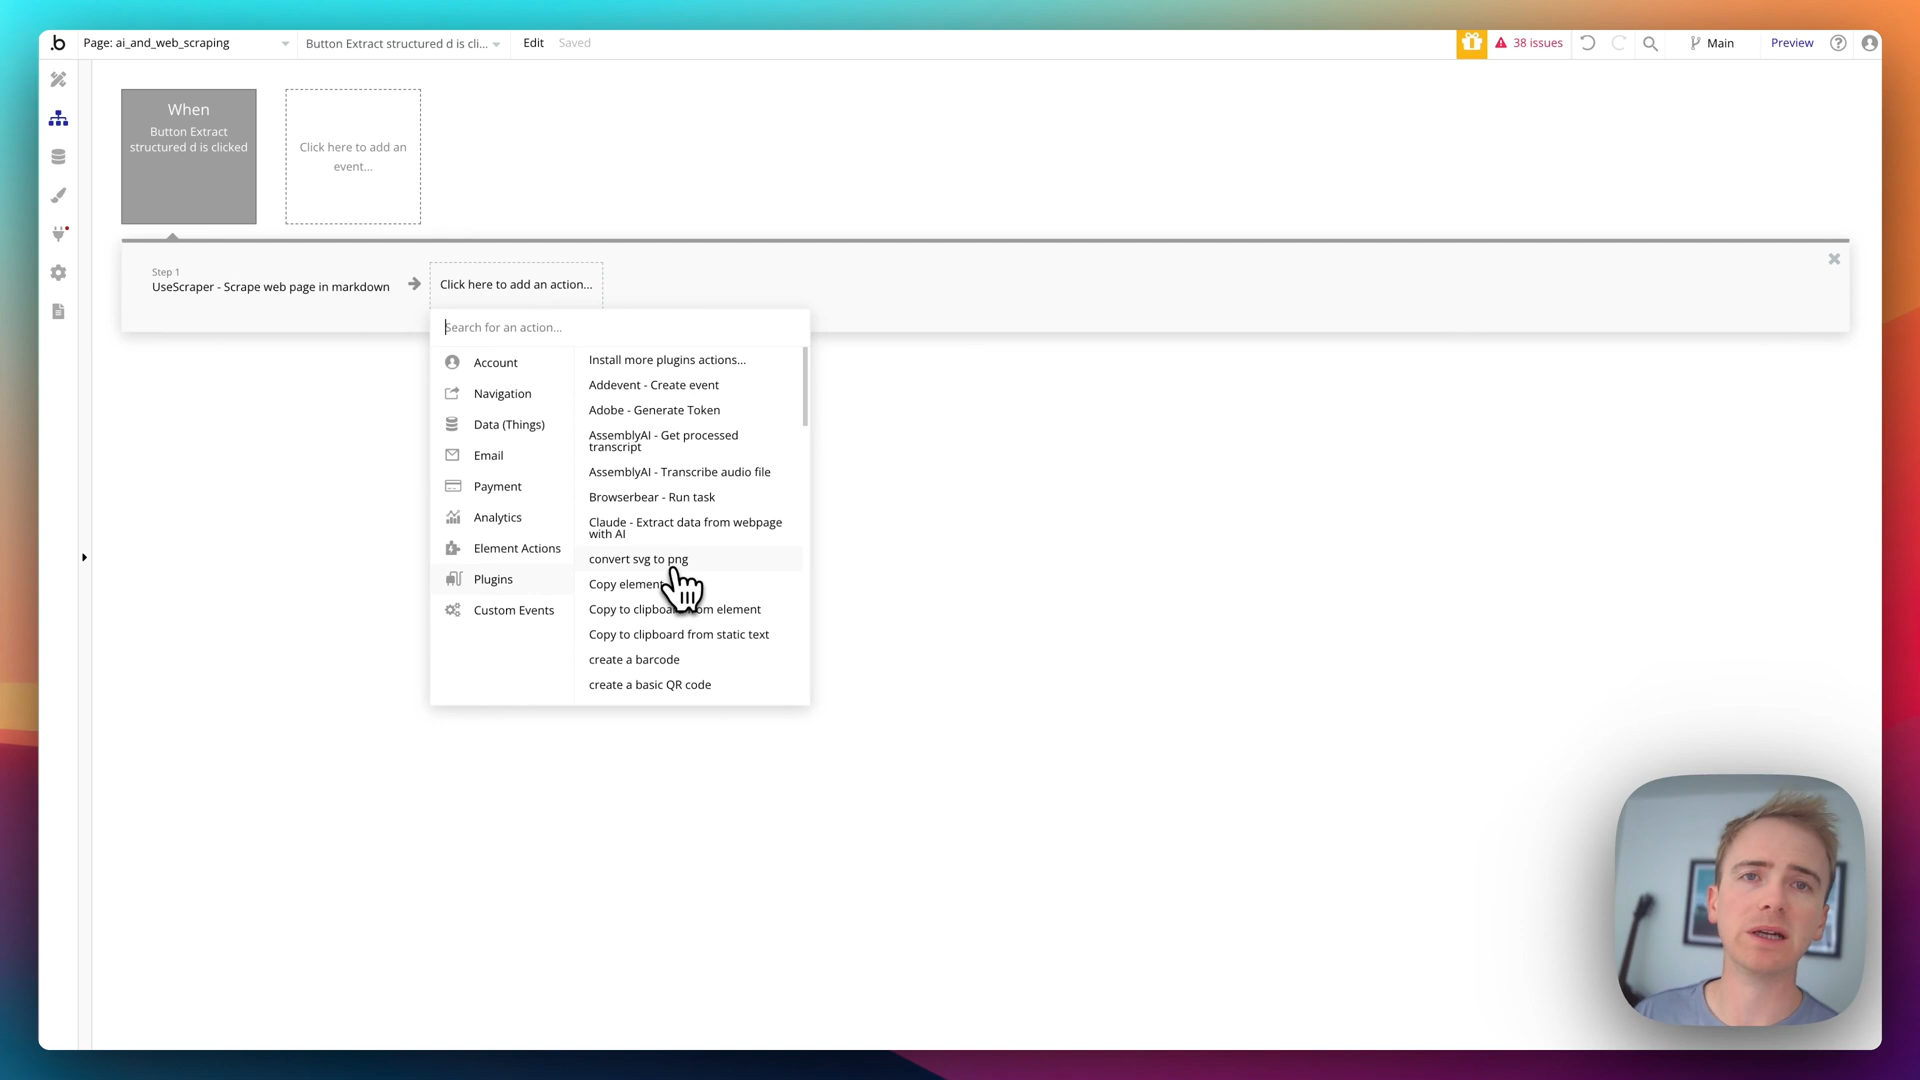 .b
Page: ai_and_web_scraping
Button Extract structured d is cli...
Edit
Saved
38 issues
Main
Preview
?
When
Button Extract
structured d is clicked
Click here to add an
event...
Step 1
UseScraper - Scrape web page in markdown
Click here to add an action...
Search for an action...
Account
Navigation
Data (Things)
Email
Payment
Analytics
Element Actions
Plugins
Custom Events
Install more plugins actions...
Addevent - Create event
Adobe - Generate Token
AssemblyAI - Get processed
transcript
AssemblyAI - Transcribe audio file
Browserbear - Run task
Claude - Extract data from webpage
with AI
convert svg to png
Copy element
Copy to clipboard from element
Copy to clipboard from static text
create a barcode
create a basic QR code